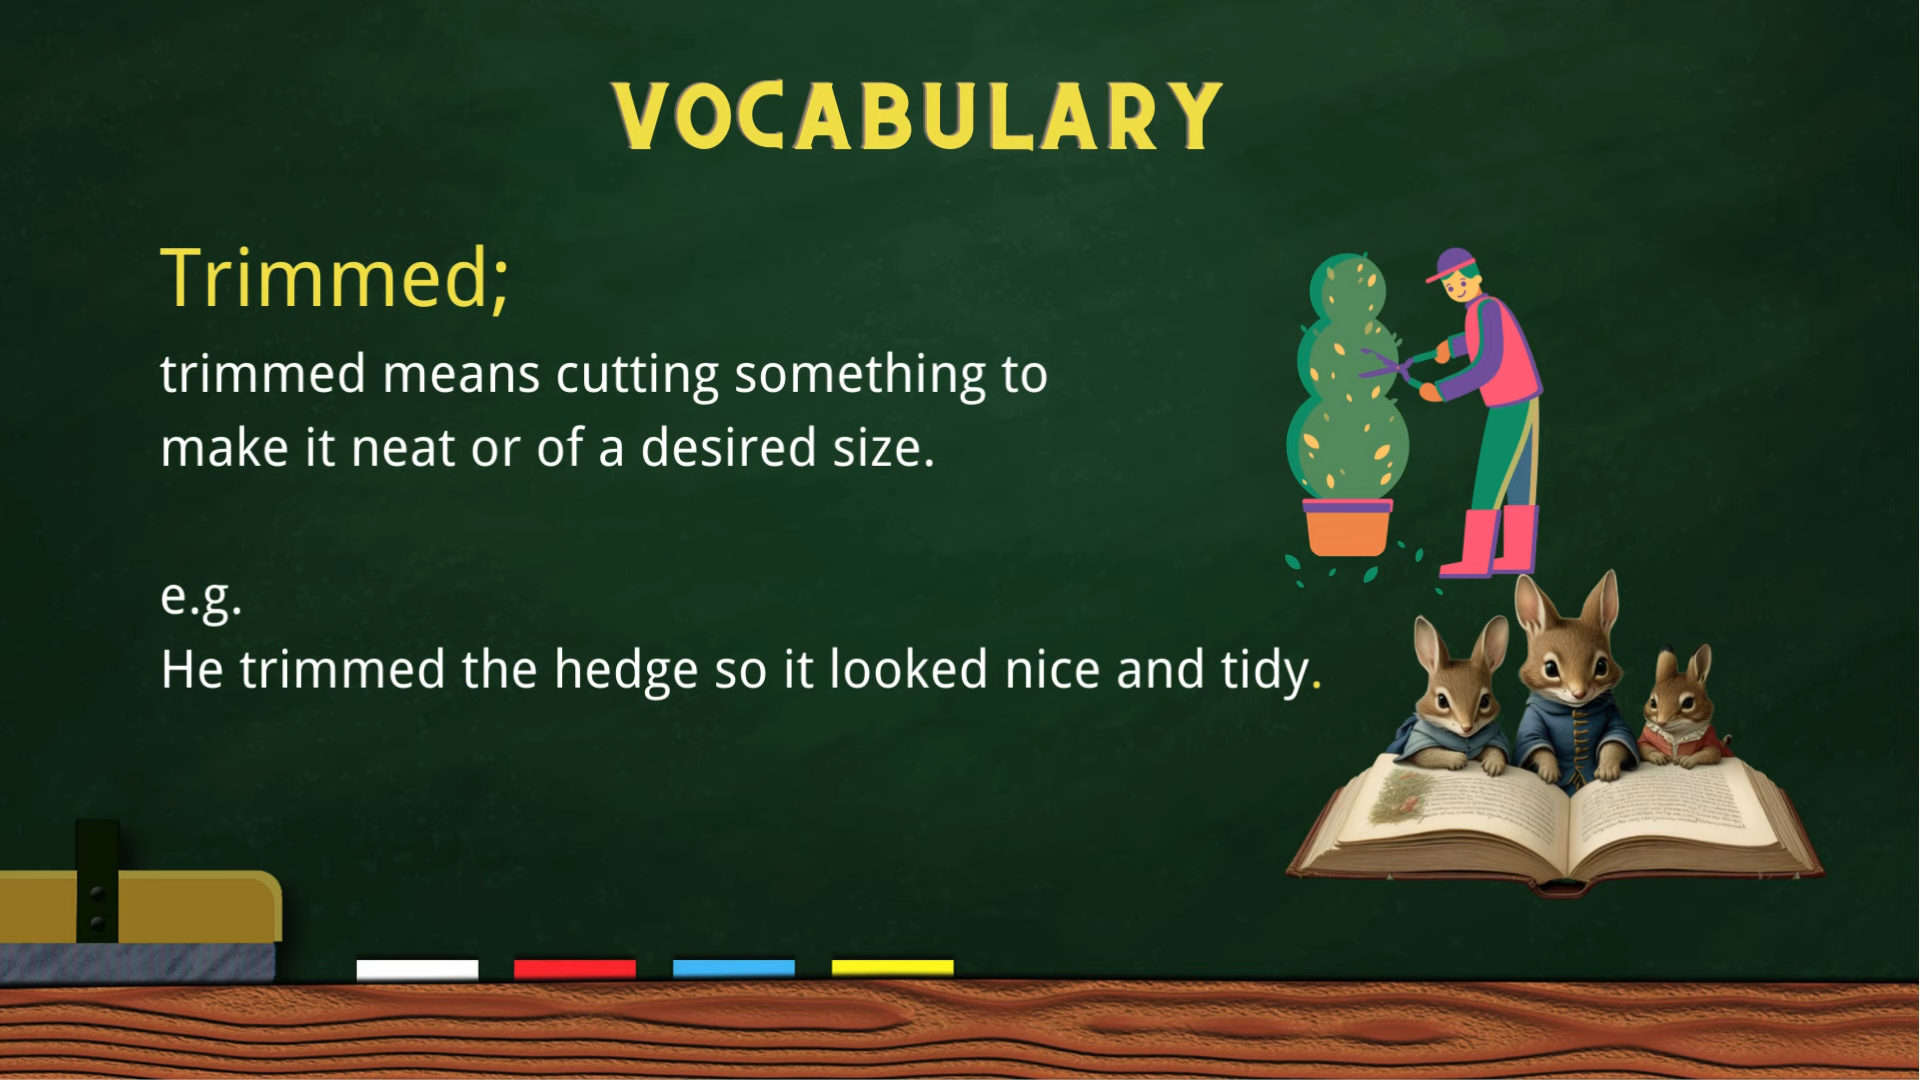 VOCABULARY
Trimmed;
trimmed means cutting something to
make it neat or of a desired size.
e.g.
He trimmed the hedge so it looked nice and tidy.